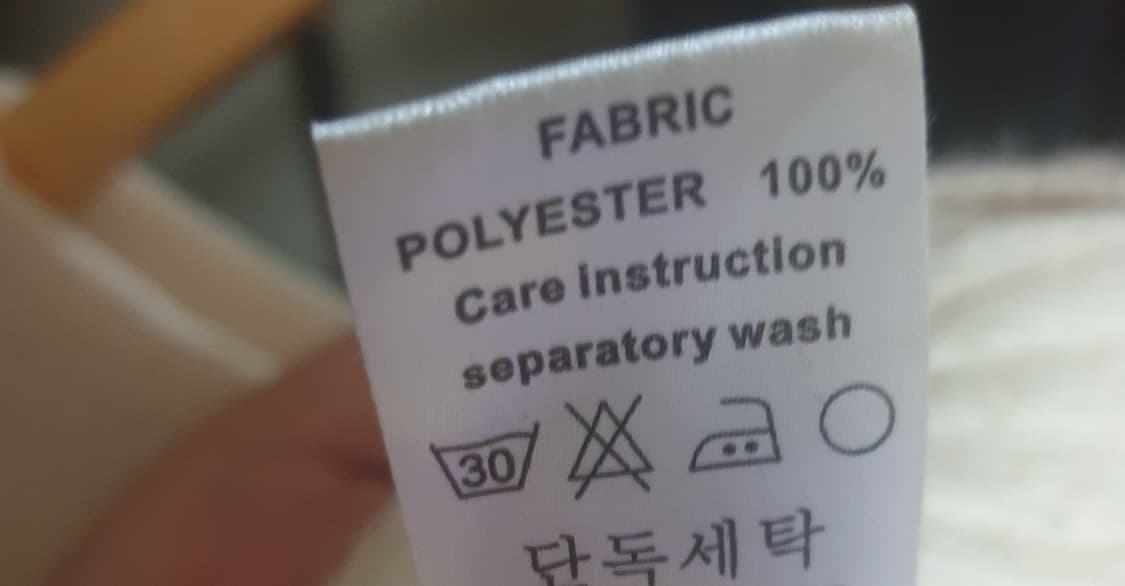 FABRIC
POLYESTER 100%
Care instruction
separatory wash
30
단독세탁